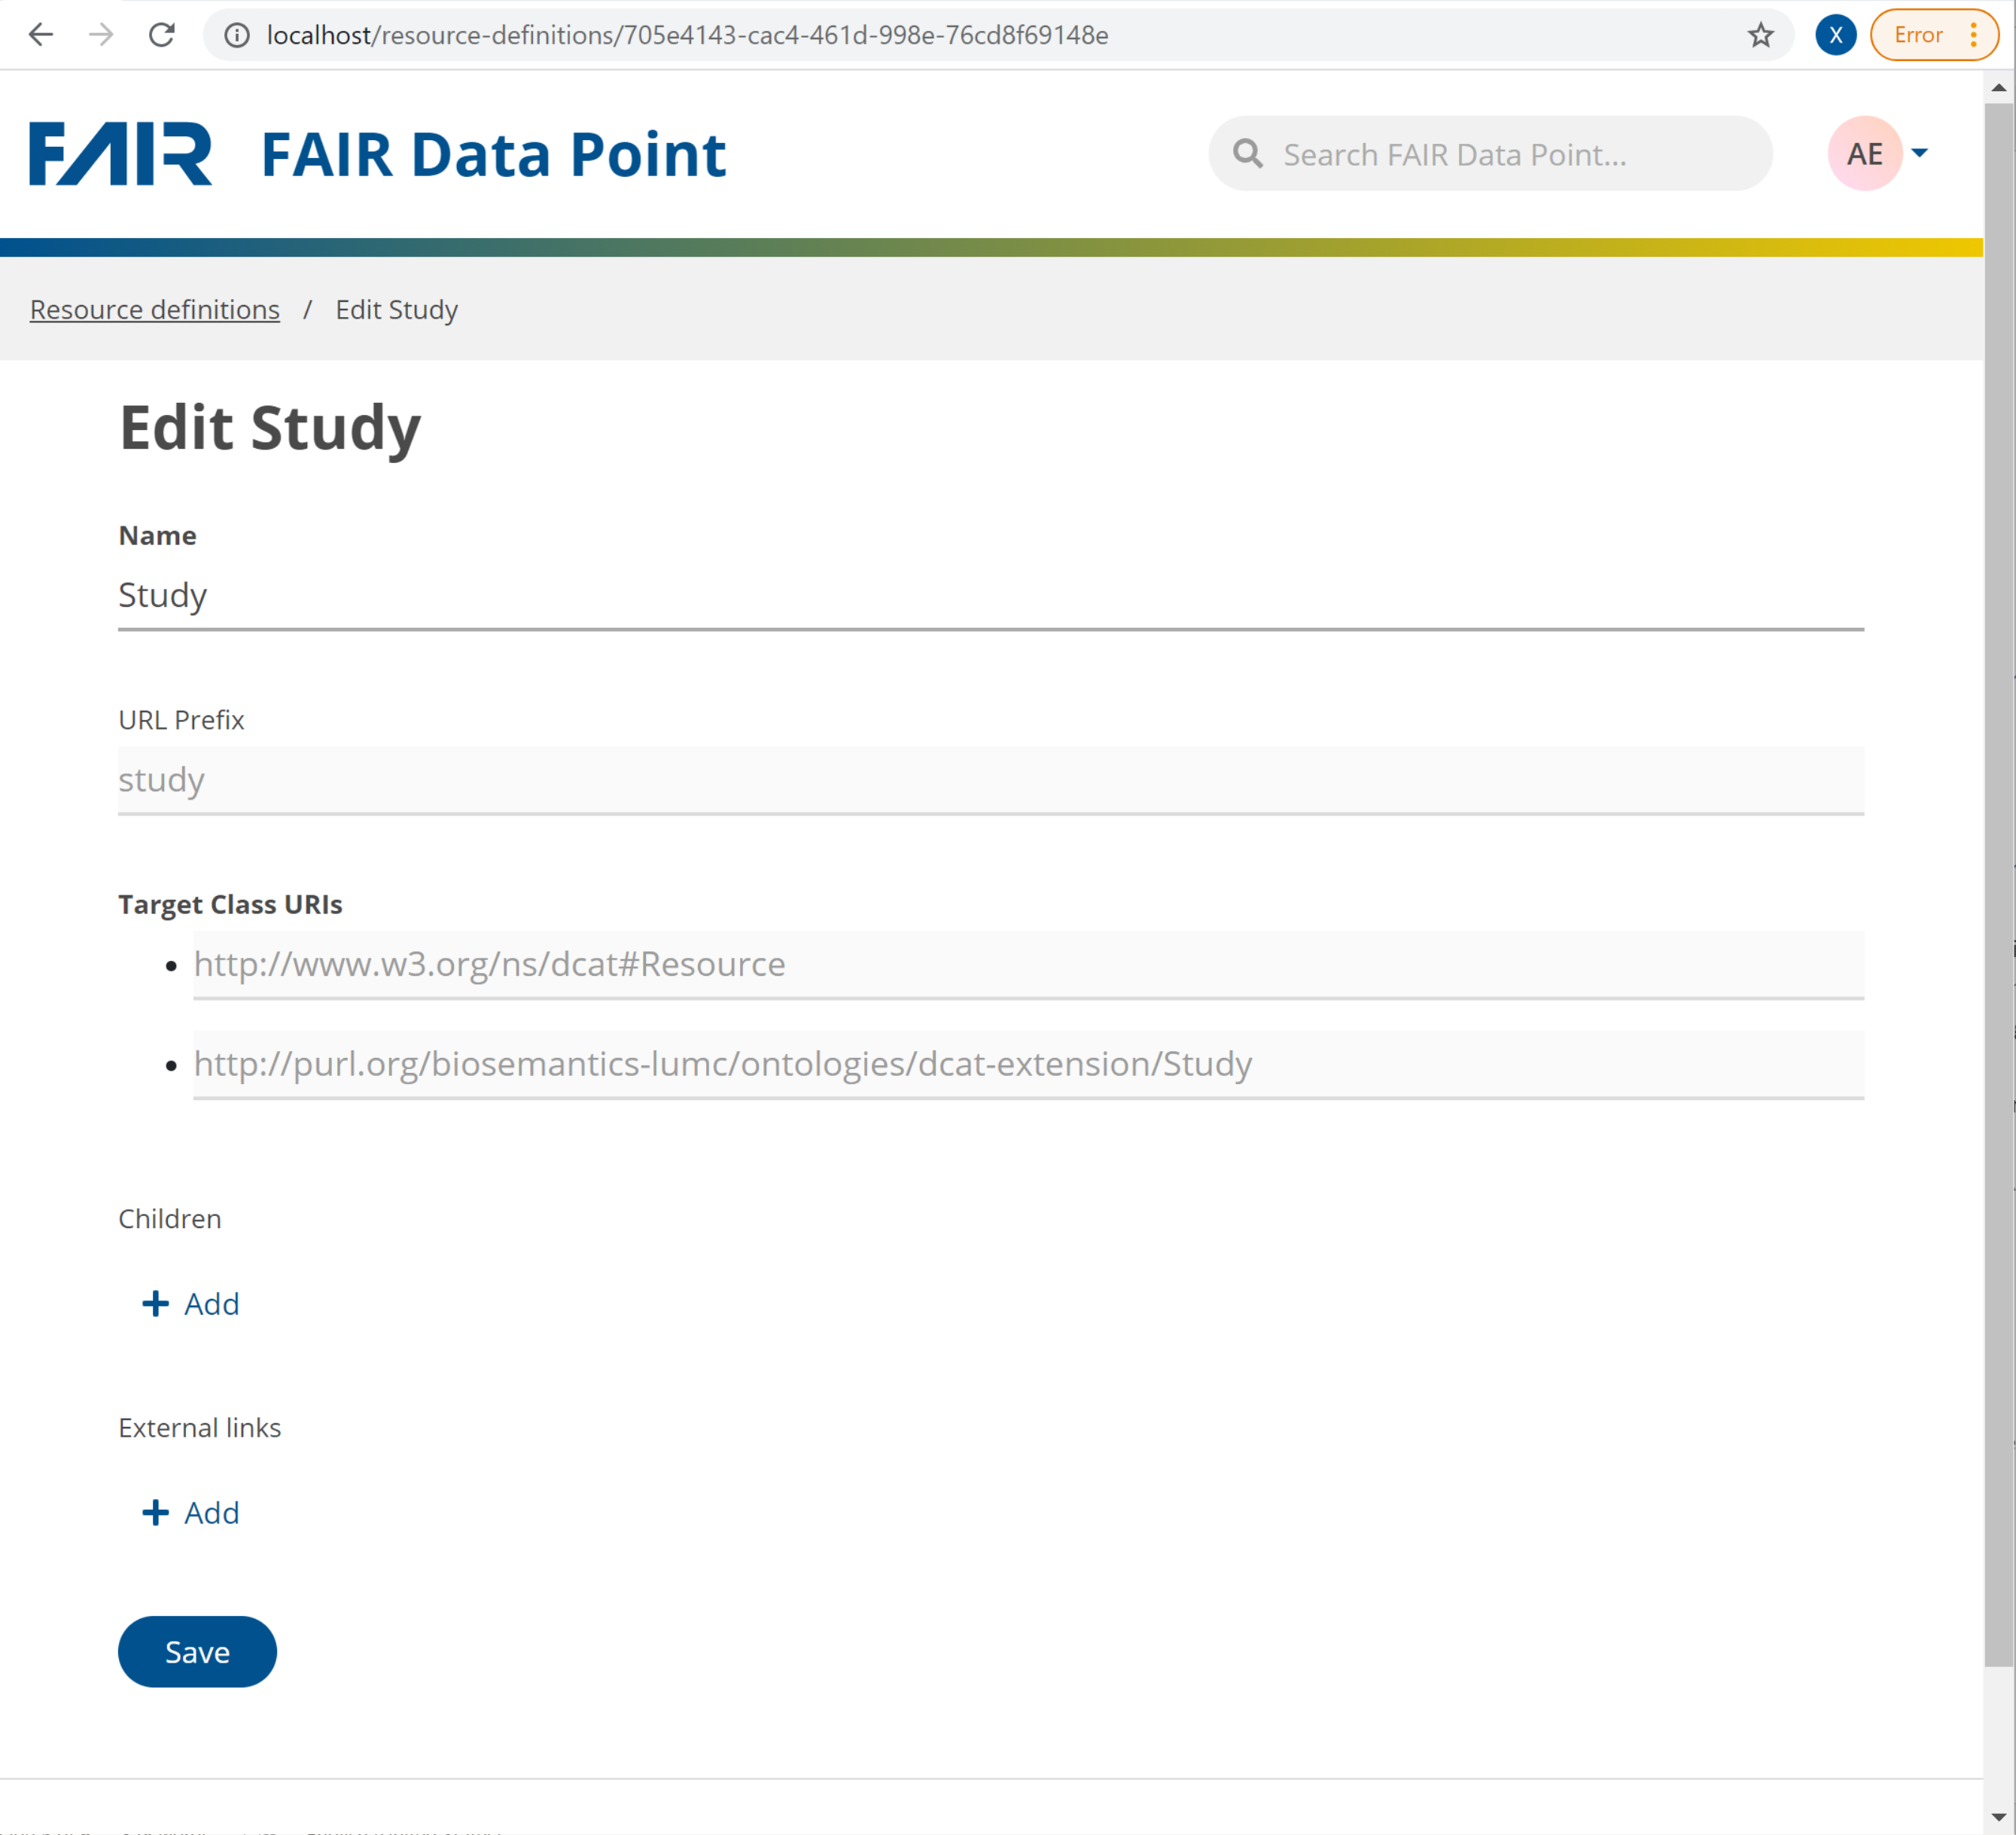 localhost/resource-definitions/705e4143-cac4-461d-998e-76cd8f69148e
X
Error
FAIR
FAIR Data Point
Search FAIR Data Point...
AE
Resource definitions / Edit Study
Edit Study
Name
Study
URL Prefix
study
Target Class URIs
• http://www.w3.org/ns/dcat#Resource
• http://purl.org/biosemantics-lumc/ontologies/dcat-extension/Study
Children
+ Add
External links
+ Add
Save